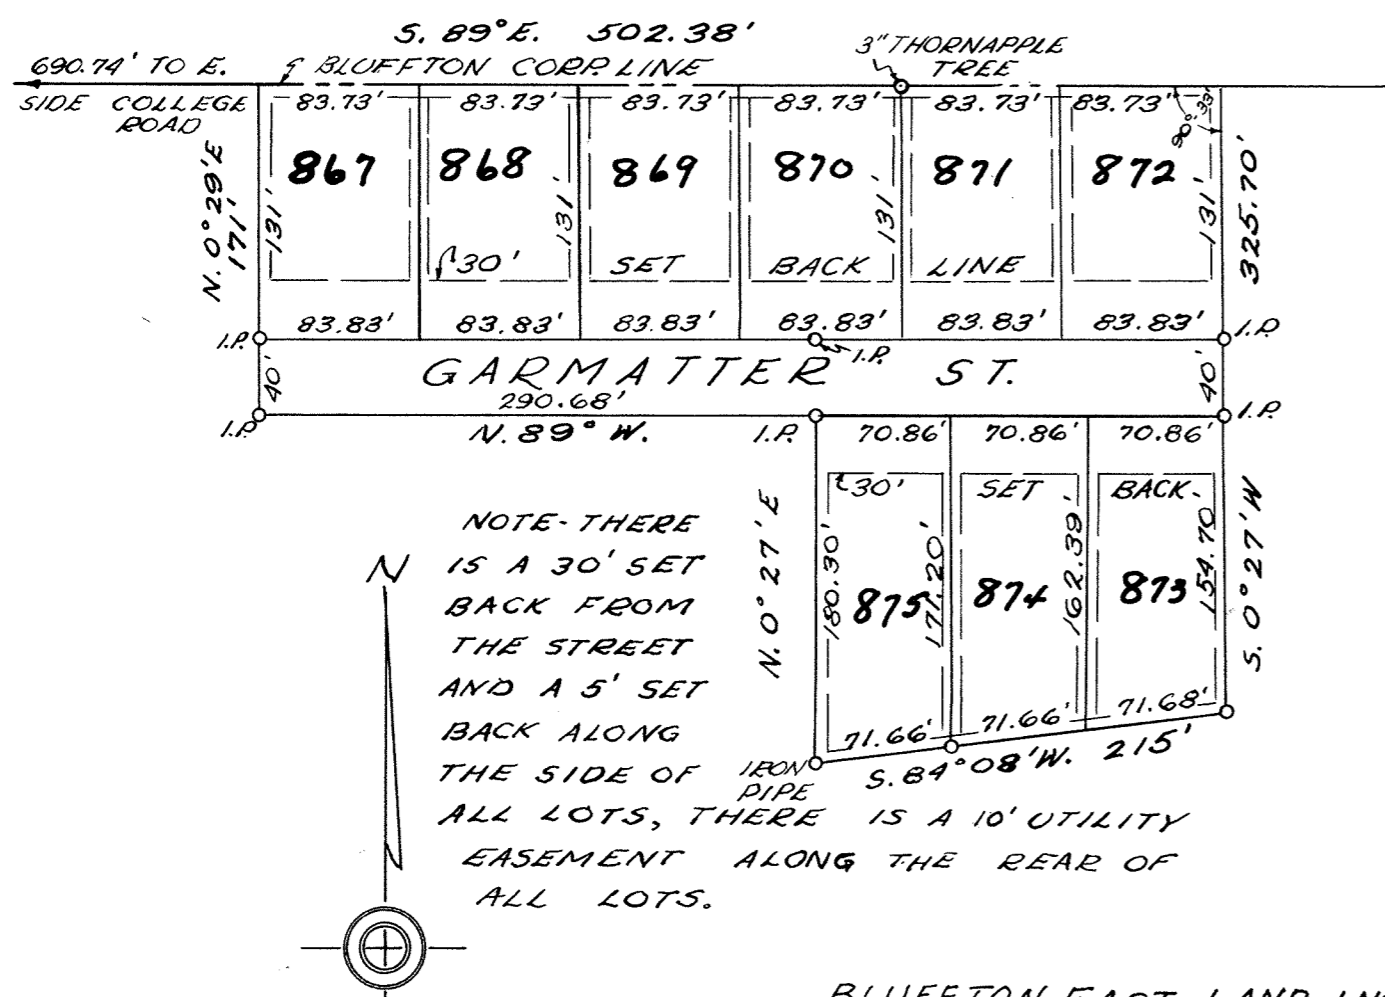 S. 89° E. 502.38'
690.74' TO E. BLUFFTON CORP. LINE 3" THORNAPPLE
TREE
SIDE COLLEGE
ROAD
83.73' 83.73' 83.73' 83.73' 83.73' 83.73'
90° 33'
N. 0° 29' E
171'
867 868 869 870 871 872
131' 131' 131' 131'
325.70'
30' SET BACK LINE
83.83' 83.83' 83.83' 83.83' 83.83' 83.83'
I.P. I.P. I.P.
40' GARMATTER ST. 40'
290.68'
I.P. N. 89° W. I.P. I.P.
70.86' 70.86' 70.86'
30' SET BACK-
N. 0° 27' E
180.30' 171.20' 162.39' 154.70
S. 0° 27' W
875 874 873
71.66' 71.66' 71.68'
IRON
PIPE
S. 84° 08' W. 215'
N
NOTE-THERE
IS A 30' SET
BACK FROM
THE STREET
AND A 5' SET
BACK ALONG
THE SIDE OF
ALL LOTS, THERE IS A 10' UTILITY
EASEMENT ALONG THE REAR OF
ALL LOTS.
BLUFFTON EAST LAND